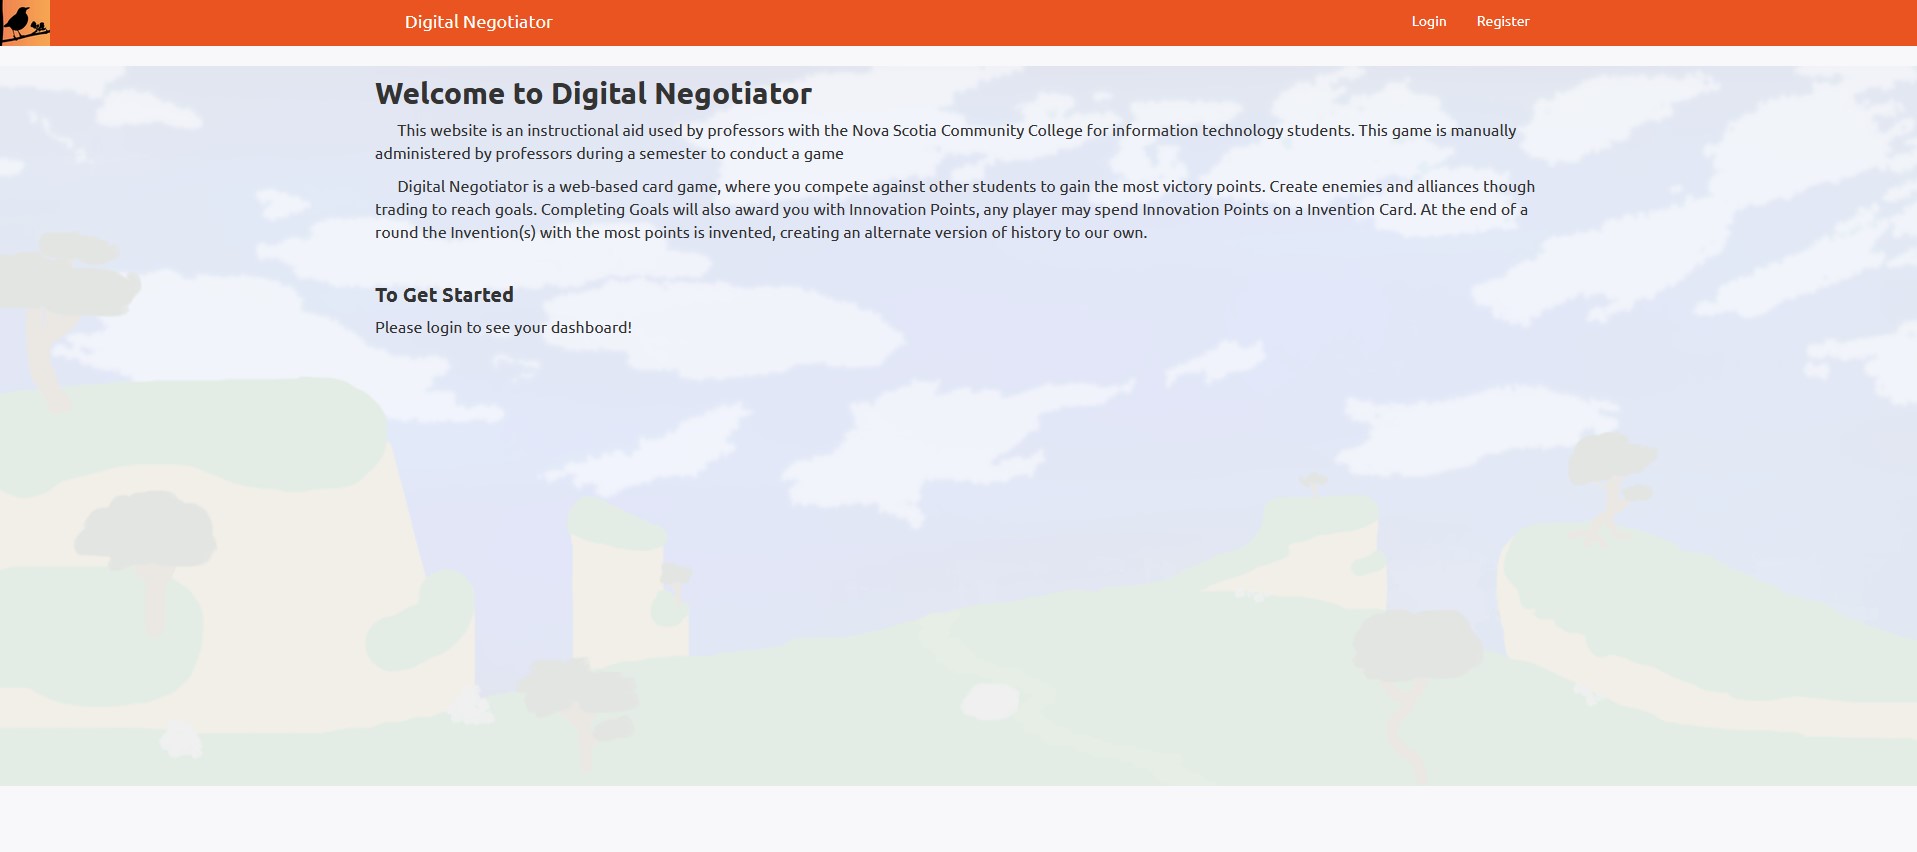 Digital Negotiator
Login
Register
Welcome to Digital Negotiator
This website is an instructional aid used by professors with the Nova Scotia Community College for information technology students. This game is manually
administered by professors during a semester to conduct a game
Digital Negotiator is a web-based card game, where you compete against other students to gain the most victory points. Create enemies and alliances though
trading to reach goals. Completing Goals will also award you with Innovation Points, any player may spend Innovation Points on a Invention Card. At the end of a
round the Invention(s) with the most points is invented, creating an alternate version of history to our own.
To Get Started
Please login to see your dashboard!